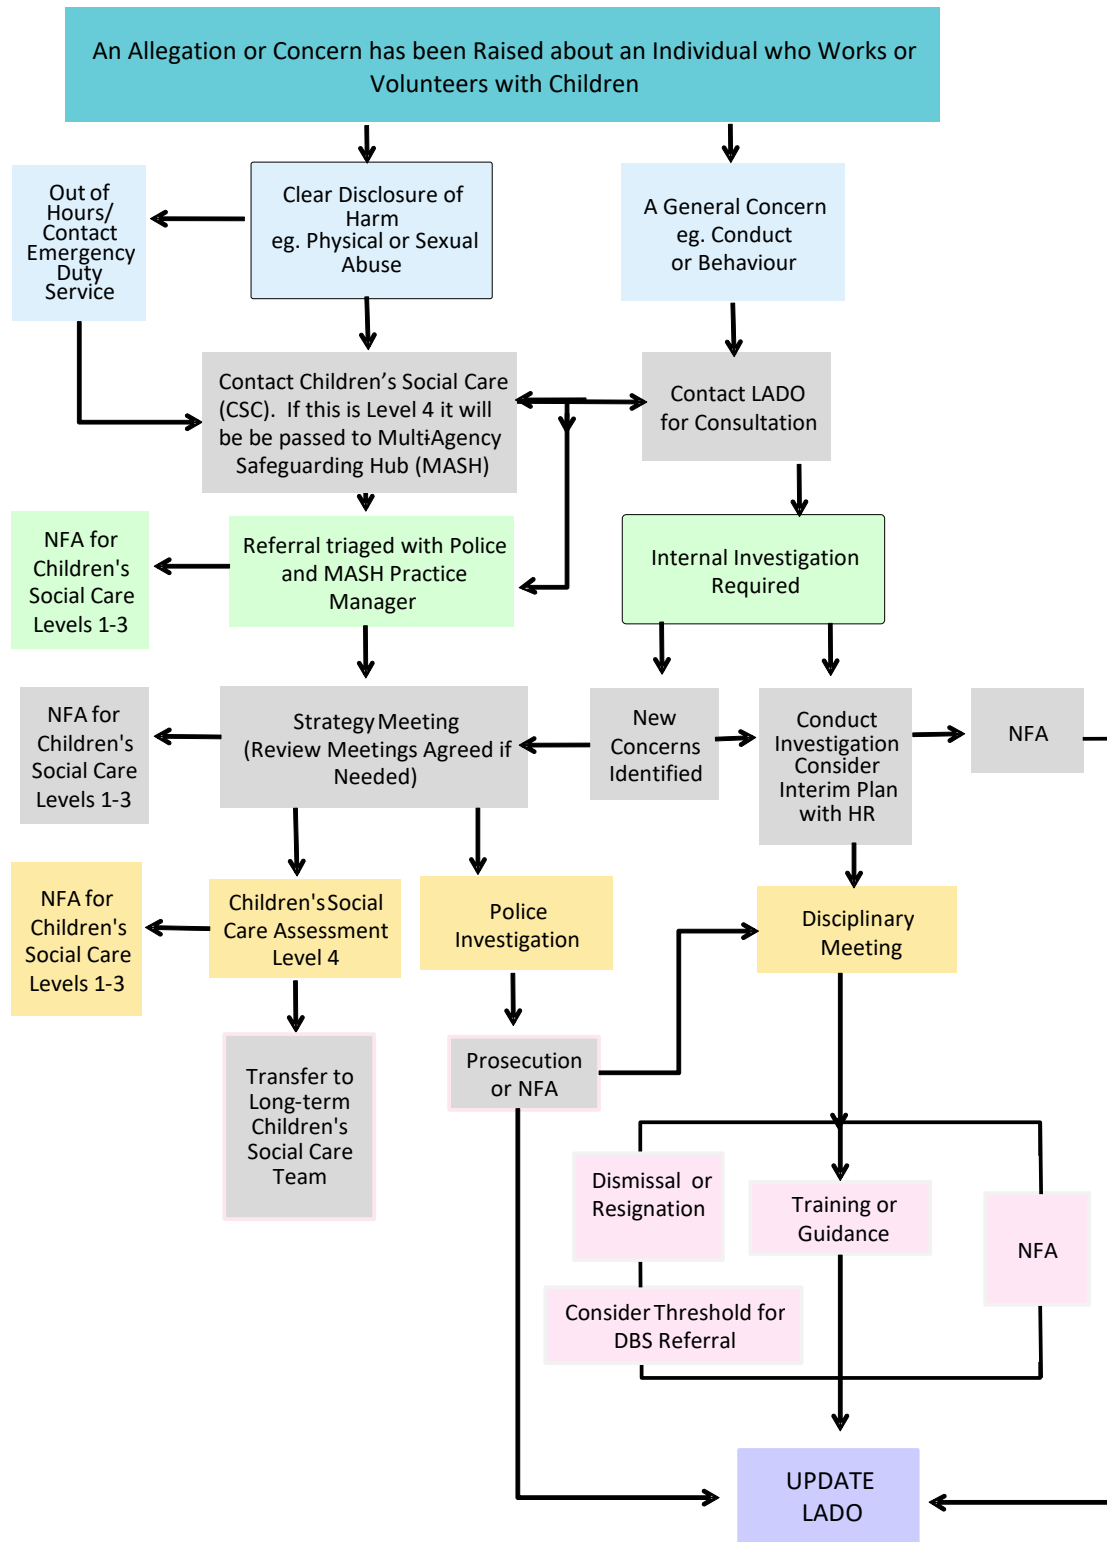 An Allegation or Concern has been Raised about an Individual who Works or
Volunteers with Children
Out of
Hours/
Contact
Emergency
Duty
Service
Clear Disclosure of
Harm
eg. Physical or Sexual
Abuse
A General Concern
eg. Conduct
or Behaviour
Contact Children’s Social Care
(CSC). If this is Level 4 it will
be be passed to Multi-Agency
Safeguarding Hub (MASH)
Contact LADO
for Consultation
NFA for
Children's
Social Care
Levels 1-3
Referral triaged with Police
and MASH Practice
Manager
Internal Investigation
Required
NFA for
Children's
Social Care
Levels 1-3
Strategy Meeting
(Review Meetings Agreed if
Needed)
New
Concerns
Identified
Conduct
Investigation
Consider
Interim Plan
with HR
NFA
NFA for
Children's
Social Care
Levels 1-3
Children's Social
Care Assessment
Level 4
Police
Investigation
Disciplinary
Meeting
Transfer to
Long-term
Children's
Social Care
Team
Prosecution
or NFA
Dismissal or
Resignation
Training or
Guidance
NFA
Consider Threshold for
DBS Referral
UPDATE
LADO